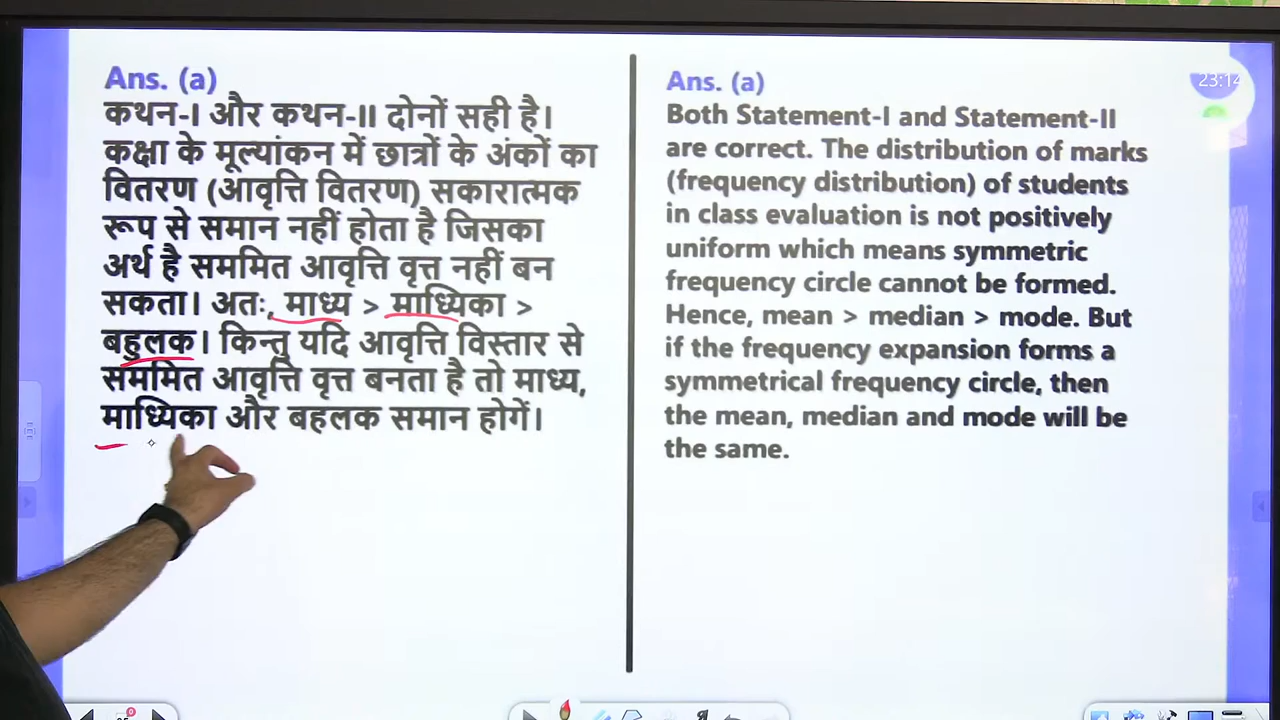 Ans. (a)
कथन-I और कथन-II दोनों सही है।
कक्षा के मूल्यांकन में छात्रों के अंकों का
वितरण (आवृत्ति वितरण) सकारात्मक
रूप से समान नहीं होता है जिसका
अर्थ है सममित आवृत्ति वृत्त नहीं बन
सकता। अतः, माध्य > माध्यिका >
बहुलक। किन्तु यदि आवृत्ति विस्तार से
सममित आवृत्ति वृत्त बनता है तो माध्य,
माध्यिका और बहलक समान होगें।
Ans. (a)
Both Statement-I and Statement-II
are correct. The distribution of marks
(frequency distribution) of students
in class evaluation is not positively
uniform which means symmetric
frequency circle cannot be formed.
Hence, mean > median > mode. But
if the frequency expansion forms a
symmetrical frequency circle, then
the mean, median and mode will be
the same.
23:14